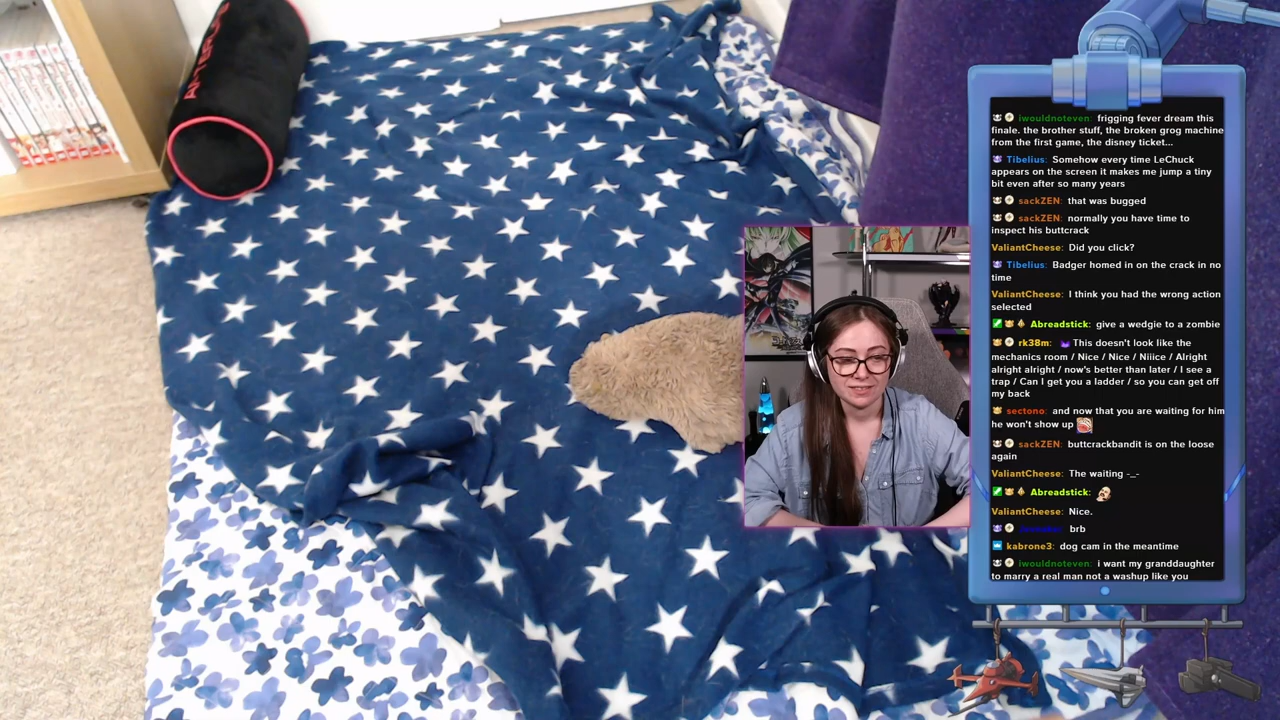 iwouldnoteven: frigging fever dream this
finale. the brother stuff, the broken grog machine
from the first game, the disney ticket...
Tibelius: Somehow every time LeChuck
appears on the screen it makes me jump a tiny
bit even after so many years
sackZEN: that was bugged
sackZEN: normally you have time to
inspect his buttcrack
ValiantCheese: Did you click?
Tibelius: Badger homed in on the crack in no
time
ValiantCheese: I think you had the wrong action
selected
Abreadstick: give a wedgie to a zombie
rk38m: This doesn't look like the
mechanics room / Nice / Nice / Niiice / Alright
alright alright / now's better than later / I see a
trap / Can I get you a ladder / so you can get off
my back
sectono: and now that you are waiting for him
he won't show up
sackZEN: buttcrackbandit is on the loose
again
ValiantCheese: The waiting -_-
Abreadstick:
ValiantCheese: Nice.
brb
kabrone3: dog cam in the meantime
iwouldnoteven: i want my granddaughter
to marry a real man not a washup like you